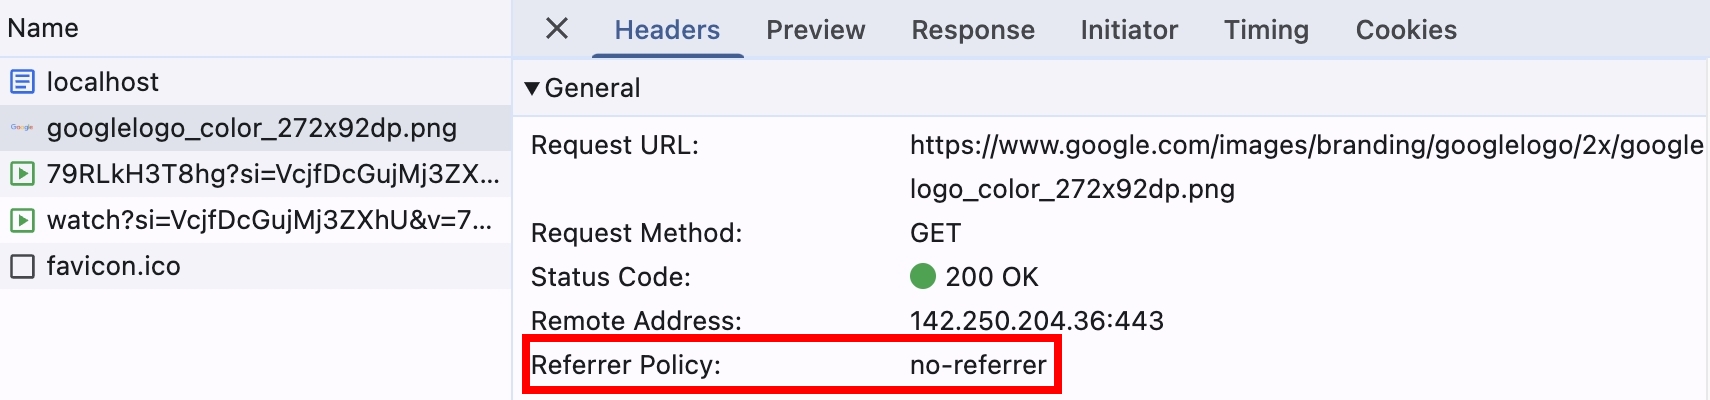 Name
localhost
googlelogo_color_272x92dp.png
79RLkH3T8hg?si=VcjfDcGujMj3ZX...
watch?si=VcjfDcGujMj3ZXhU&v=7...
favicon.ico
Headers Preview Response Initiator Timing Cookies
General
Request URL: https://www.google.com/images/branding/googlelogo/2x/google
logo_color_272x92dp.png
Request Method: GET
Status Code: 200 OK
Remote Address: 142.250.204.36:443
Referrer Policy: no-referrer